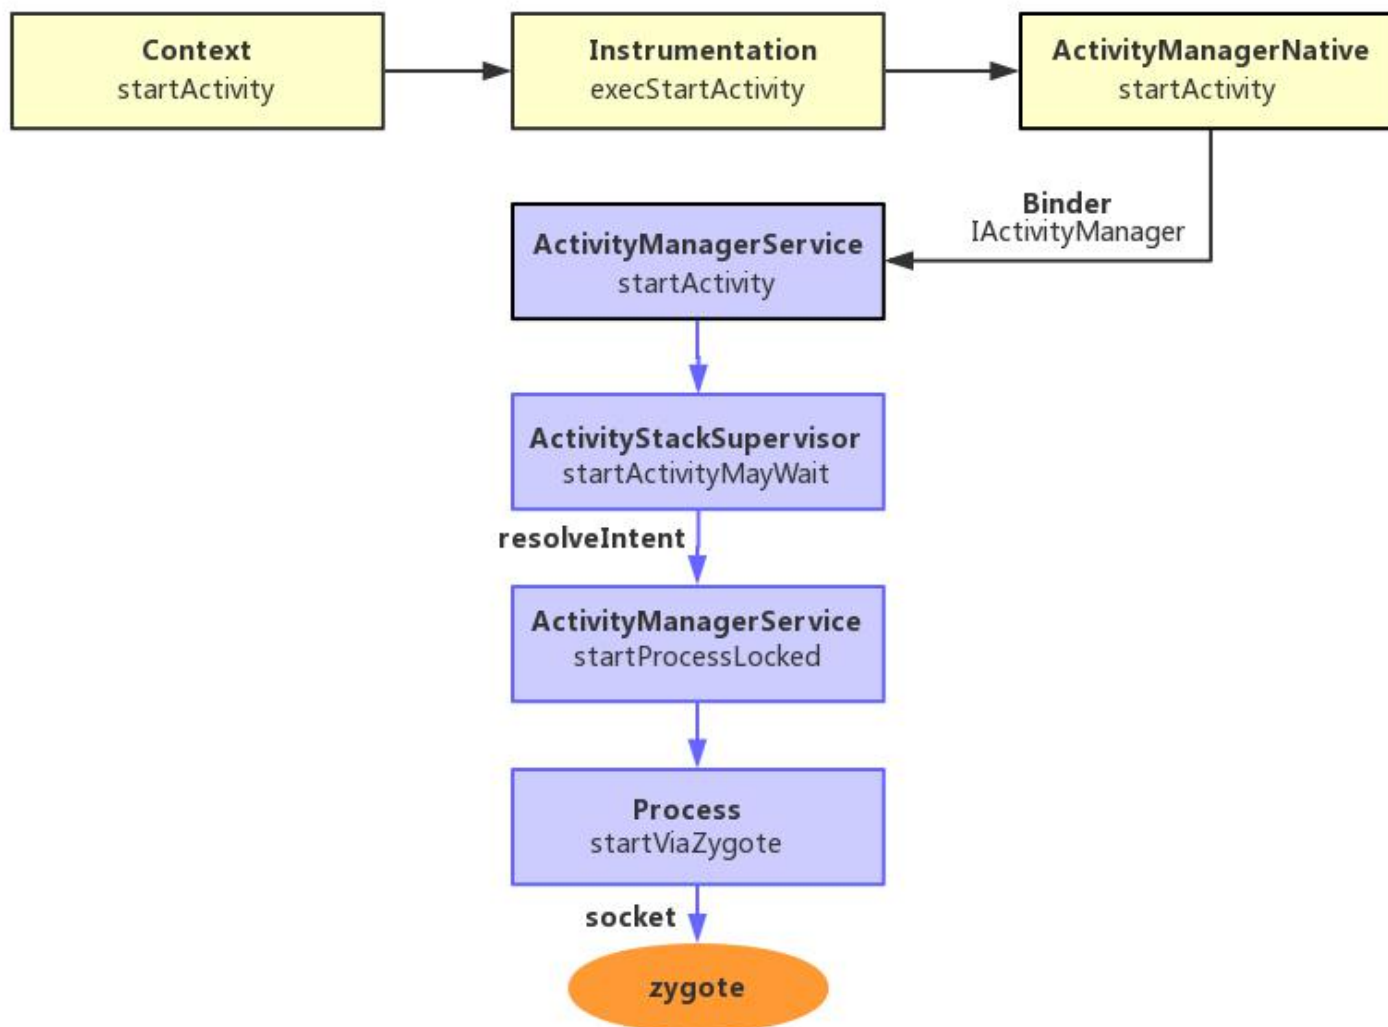 Context
startActivity
Instrumentation
execStartActivity
ActivityManagerNative
startActivity
Binder
IActivityManager
ActivityManagerService
startActivity
ActivityStackSupervisor
startActivityMayWait
resolveIntent
ActivityManagerService
startProcessLocked
Process
startViaZygote
socket
zygote